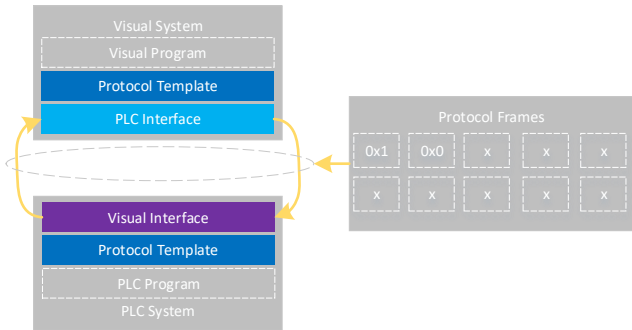 Visual System
Visual Program
Protocol Template
PLC Interface
Protocol Frames
0x1 0x0 x x x
x x x x x
Visual Interface
Protocol Template
PLC Program
PLC System